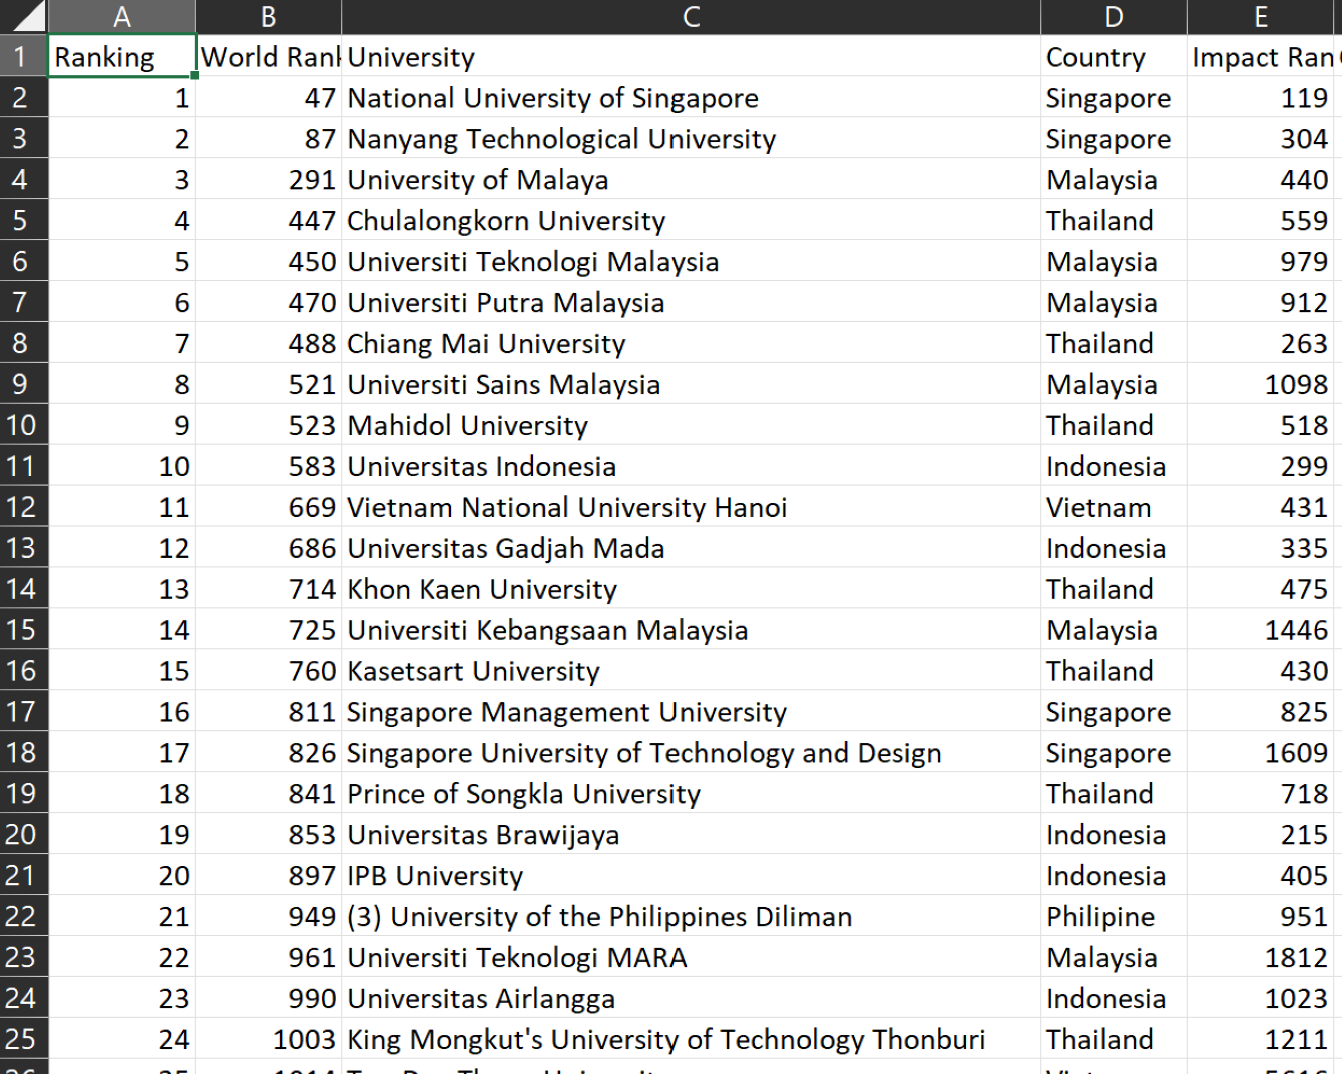 A B C D E
1 Ranking World Rank University Country Impact Ran
2 1 47 National University of Singapore Singapore 119
3 2 87 Nanyang Technological University Singapore 304
4 3 291 University of Malaya Malaysia 440
5 4 447 Chulalongkorn University Thailand 559
6 5 450 Universiti Teknologi Malaysia Malaysia 979
7 6 470 Universiti Putra Malaysia Malaysia 912
8 7 488 Chiang Mai University Thailand 263
9 8 521 Universiti Sains Malaysia Malaysia 1098
10 9 523 Mahidol University Thailand 518
11 10 583 Universitas Indonesia Indonesia 299
12 11 669 Vietnam National University Hanoi Vietnam 431
13 12 686 Universitas Gadjah Mada Indonesia 335
14 13 714 Khon Kaen University Thailand 475
15 14 725 Universiti Kebangsaan Malaysia Malaysia 1446
16 15 760 Kasetsart University Thailand 430
17 16 811 Singapore Management University Singapore 825
18 17 826 Singapore University of Technology and Design Singapore 1609
19 18 841 Prince of Songkla University Thailand 718
20 19 853 Universitas Brawijaya Indonesia 215
21 20 897 IPB University Indonesia 405
22 21 949 (3) University of the Philippines Diliman Philipine 951
23 22 961 Universiti Teknologi MARA Malaysia 1812
24 23 990 Universitas Airlangga Indonesia 1023
25 24 1003 King Mongkut's University of Technology Thonburi Thailand 1211